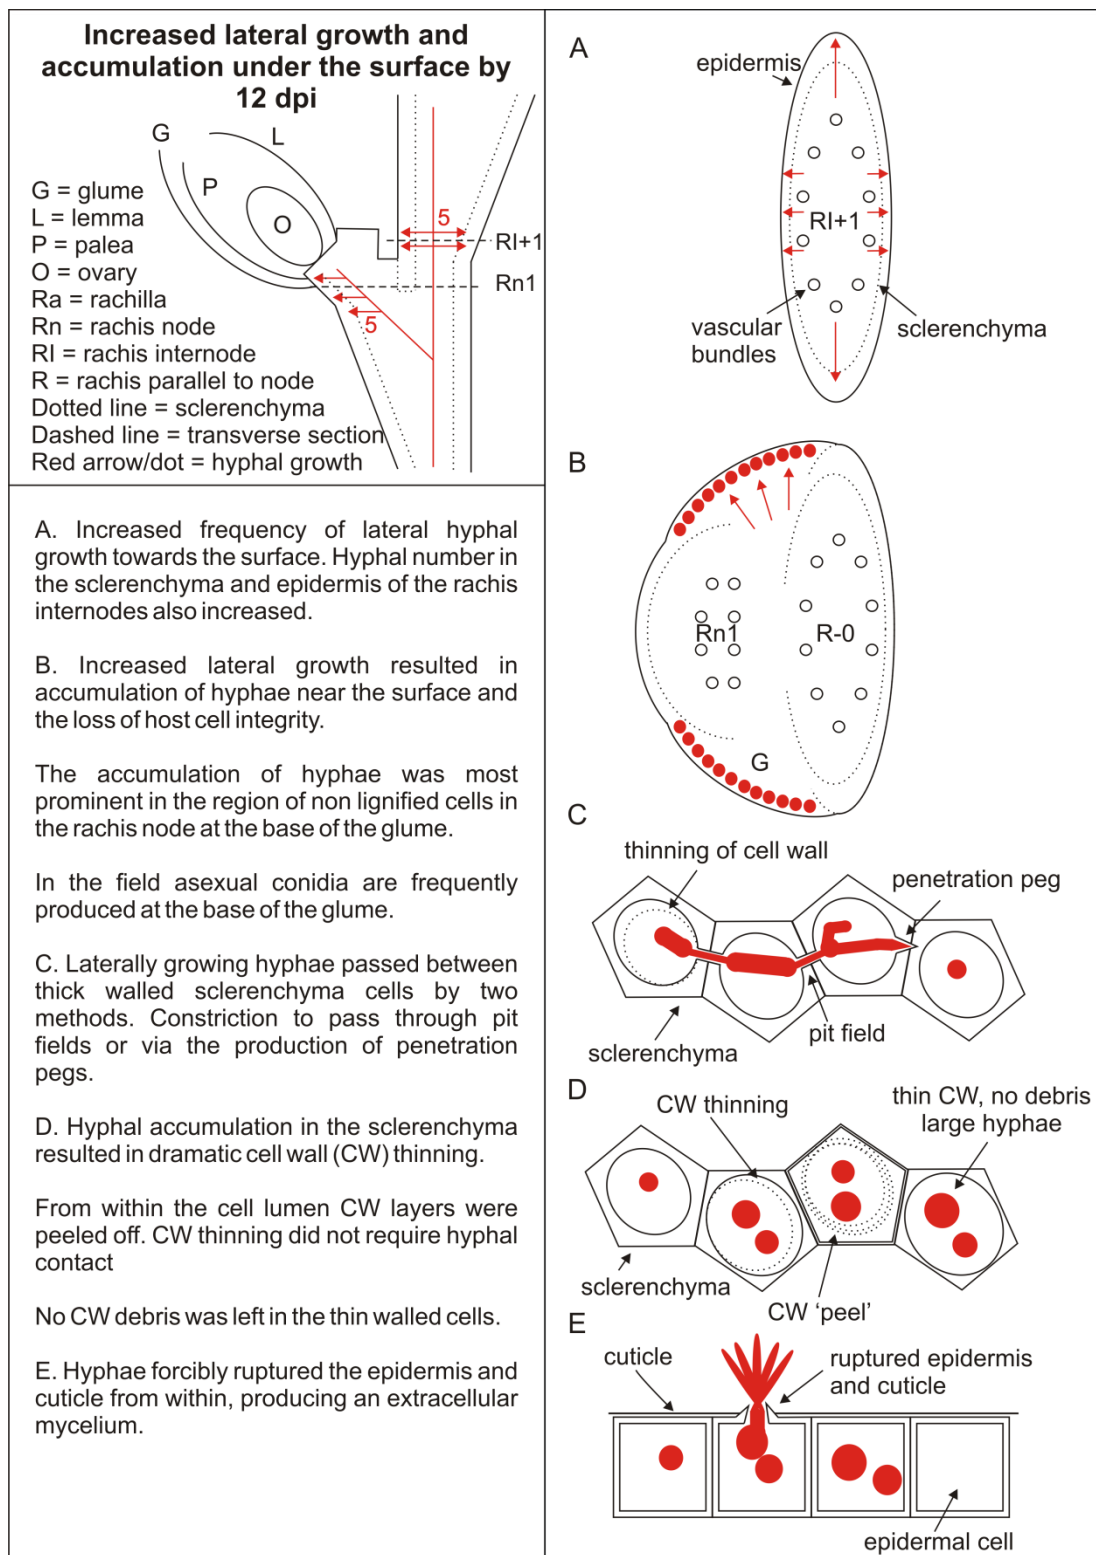 Increased lateral growth and
accumulation under the surface by
12 dpi
G
L
P
O
5
RI+1
Rn1
5
G = glume
L = lemma
P = palea
O = ovary
Ra = rachilla
Rn = rachis node
RI = rachis internode
R = rachis parallel to node
Dotted line = sclerenchyma
Dashed line = transverse section
Red arrow/dot = hyphal growth
A. Increased frequency of lateral hyphal
growth towards the surface. Hyphal number in
the sclerenchyma and epidermis of the rachis
internodes also increased.
B. Increased lateral growth resulted in
accumulation of hyphae near the surface and
the loss of host cell integrity.
The accumulation of hyphae was most
prominent in the region of non lignified cells in
the rachis node at the base of the glume.
In the field asexual conidia are frequently
produced at the base of the glume.
C. Laterally growing hyphae passed between
thick walled sclerenchyma cells by two
methods. Constriction to pass through pit
fields or via the production of penetration
pegs.
D. Hyphal accumulation in the sclerenchyma
resulted in dramatic cell wall (CW) thinning.
From within the cell lumen CW layers were
peeled off. CW thinning did not require hyphal
contact
No CW debris was left in the thin walled cells.
E. Hyphae forcibly ruptured the epidermis and
cuticle from within, producing an extracellular
mycelium.
A
epidermis
RI+1
vascular
bundles
sclerenchyma
B
Rn1
R-0
G
C
thinning of cell wall
penetration peg
pit field
sclerenchyma
D
CW thinning
thin CW, no debris
large hyphae
sclerenchyma
CW ‘peel’
E
cuticle
ruptured epidermis
and cuticle
epidermal cell